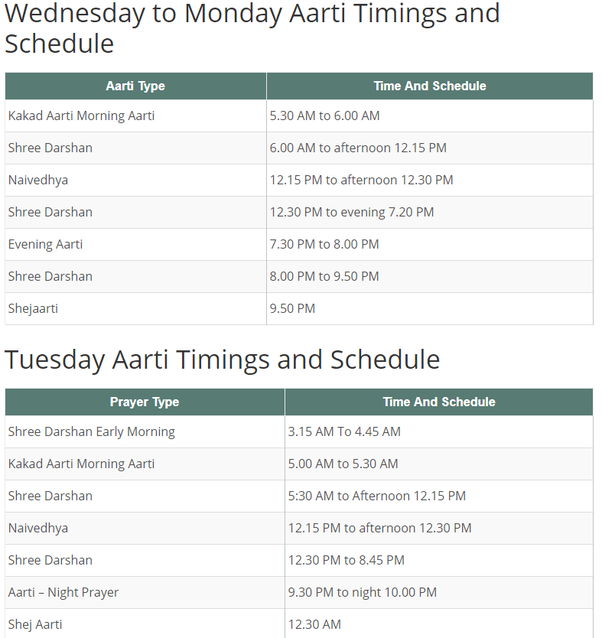 Wednesday to Monday Aarti Timings and
Schedule
Aarti Type Time And Schedule
Kakad Aarti Morning Aarti 5.30 AM to 6.00 AM
Shree Darshan 6.00 AM to afternoon 12.15 PM
Naivedhya 12.15 PM to afternoon 12.30 PM
Shree Darshan 12.30 PM to evening 7.20 PM
Evening Aarti 7.30 PM to 8.00 PM
Shree Darshan 8.00 PM to 9.50 PM
Shejaarti 9.50 PM
Tuesday Aarti Timings and Schedule
Prayer Type Time And Schedule
Shree Darshan Early Morning 3.15 AM To 4.45 AM
Kakad Aarti Morning Aarti 5.00 AM to 5.30 AM
Shree Darshan 5:30 AM to Afternoon 12.15 PM
Naivedhya 12.15 PM to afternoon 12.30 PM
Shree Darshan 12.30 PM to 8.45 PM
Aarti – Night Prayer 9.30 PM to night 10.00 PM
Shej Aarti 12.30 AM